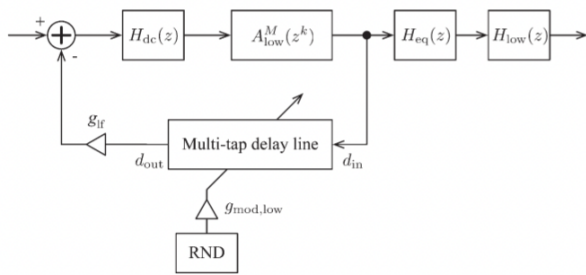 +
-
H_dc(z)
A^M_low(z^k)
H_eq(z)
H_low(z)
g_lf
d_out
Multi-tap delay line
d_in
g_mod,low
RND